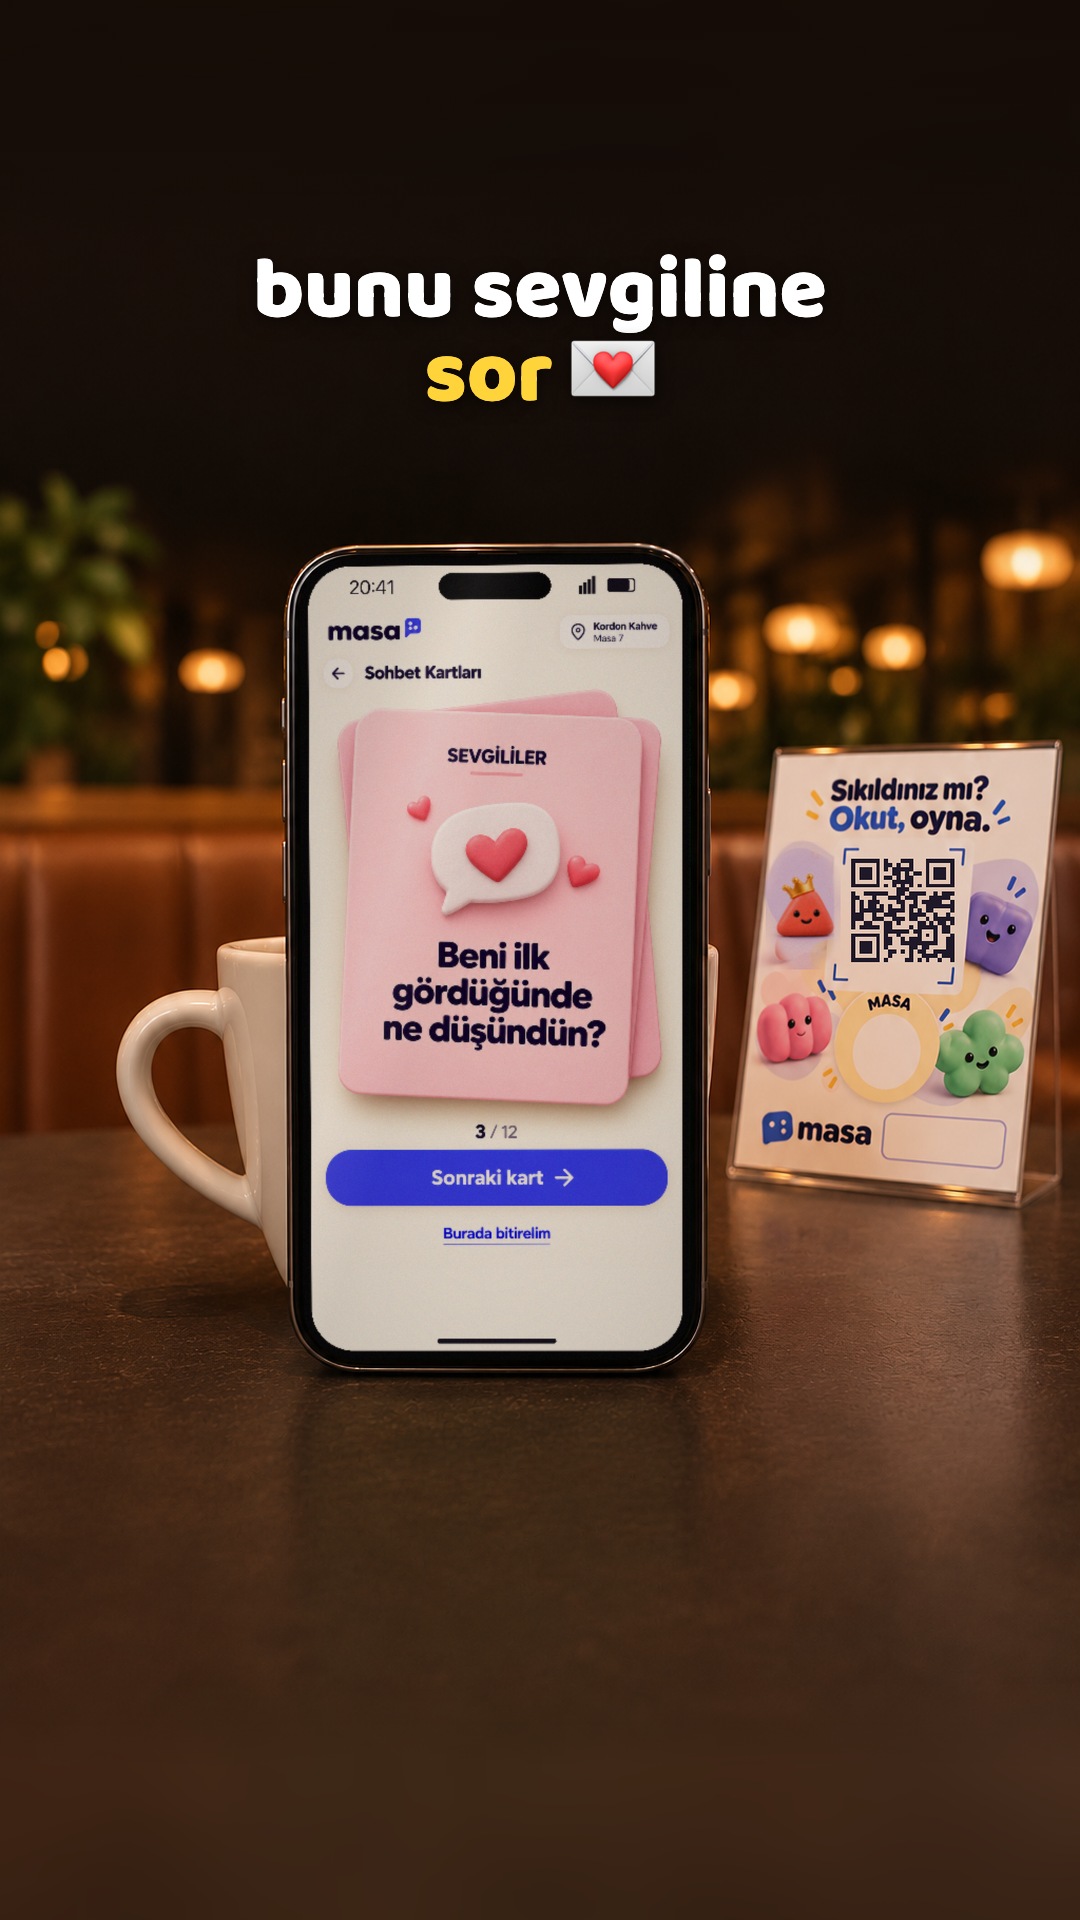 bunu sevgiline
sor
20:41
masa
Kordon Kahve
Masa 7
Sohbet Kartları
SEVGİLİLER
Beni ilk
gördüğünde
ne düşündün?
3 / 12
Sonraki kart
Burada bitirelim
Sıkıldınız mı?
Okut, oyna.
MASA
masa